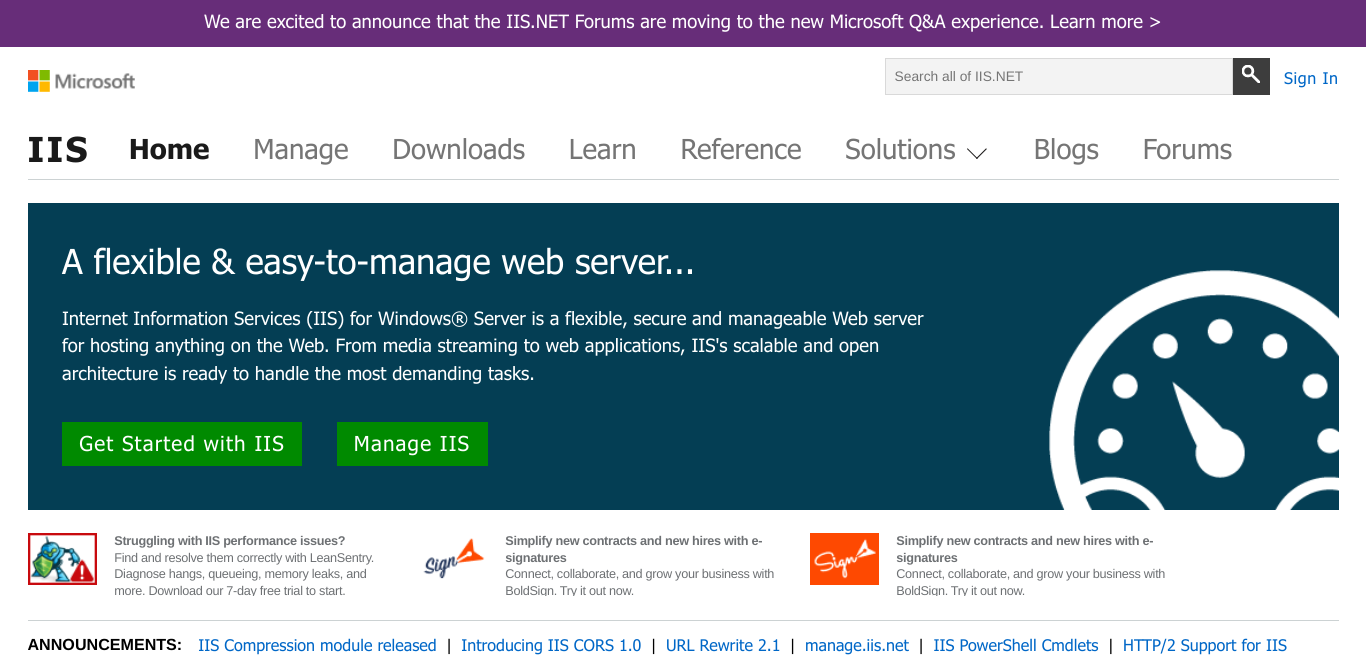 We are excited to announce that the IIS.NET Forums are moving to the new Microsoft Q&A experience. Learn more >
Microsoft
Search all of IIS.NET
Sign In
IIS Home Manage Downloads Learn Reference Solutions Blogs Forums
A flexible & easy-to-manage web server...
Internet Information Services (IIS) for Windows® Server is a flexible, secure and manageable Web server
for hosting anything on the Web. From media streaming to web applications, IIS's scalable and open
architecture is ready to handle the most demanding tasks.
Get Started with IIS
Manage IIS
Struggling with IIS performance issues?
Find and resolve them correctly with LeanSentry.
Diagnose hangs, queueing, memory leaks, and
more. Download our 7-day free trial to start.
Sign
Simplify new contracts and new hires with e-
signatures
Connect, collaborate, and grow your business with
BoldSign. Try it out now.
Sign
Simplify new contracts and new hires with e-
signatures
Connect, collaborate, and grow your business with
BoldSign. Try it out now.
ANNOUNCEMENTS: IIS Compression module released | Introducing IIS CORS 1.0 | URL Rewrite 2.1 | manage.iis.net | IIS PowerShell Cmdlets | HTTP/2 Support for IIS